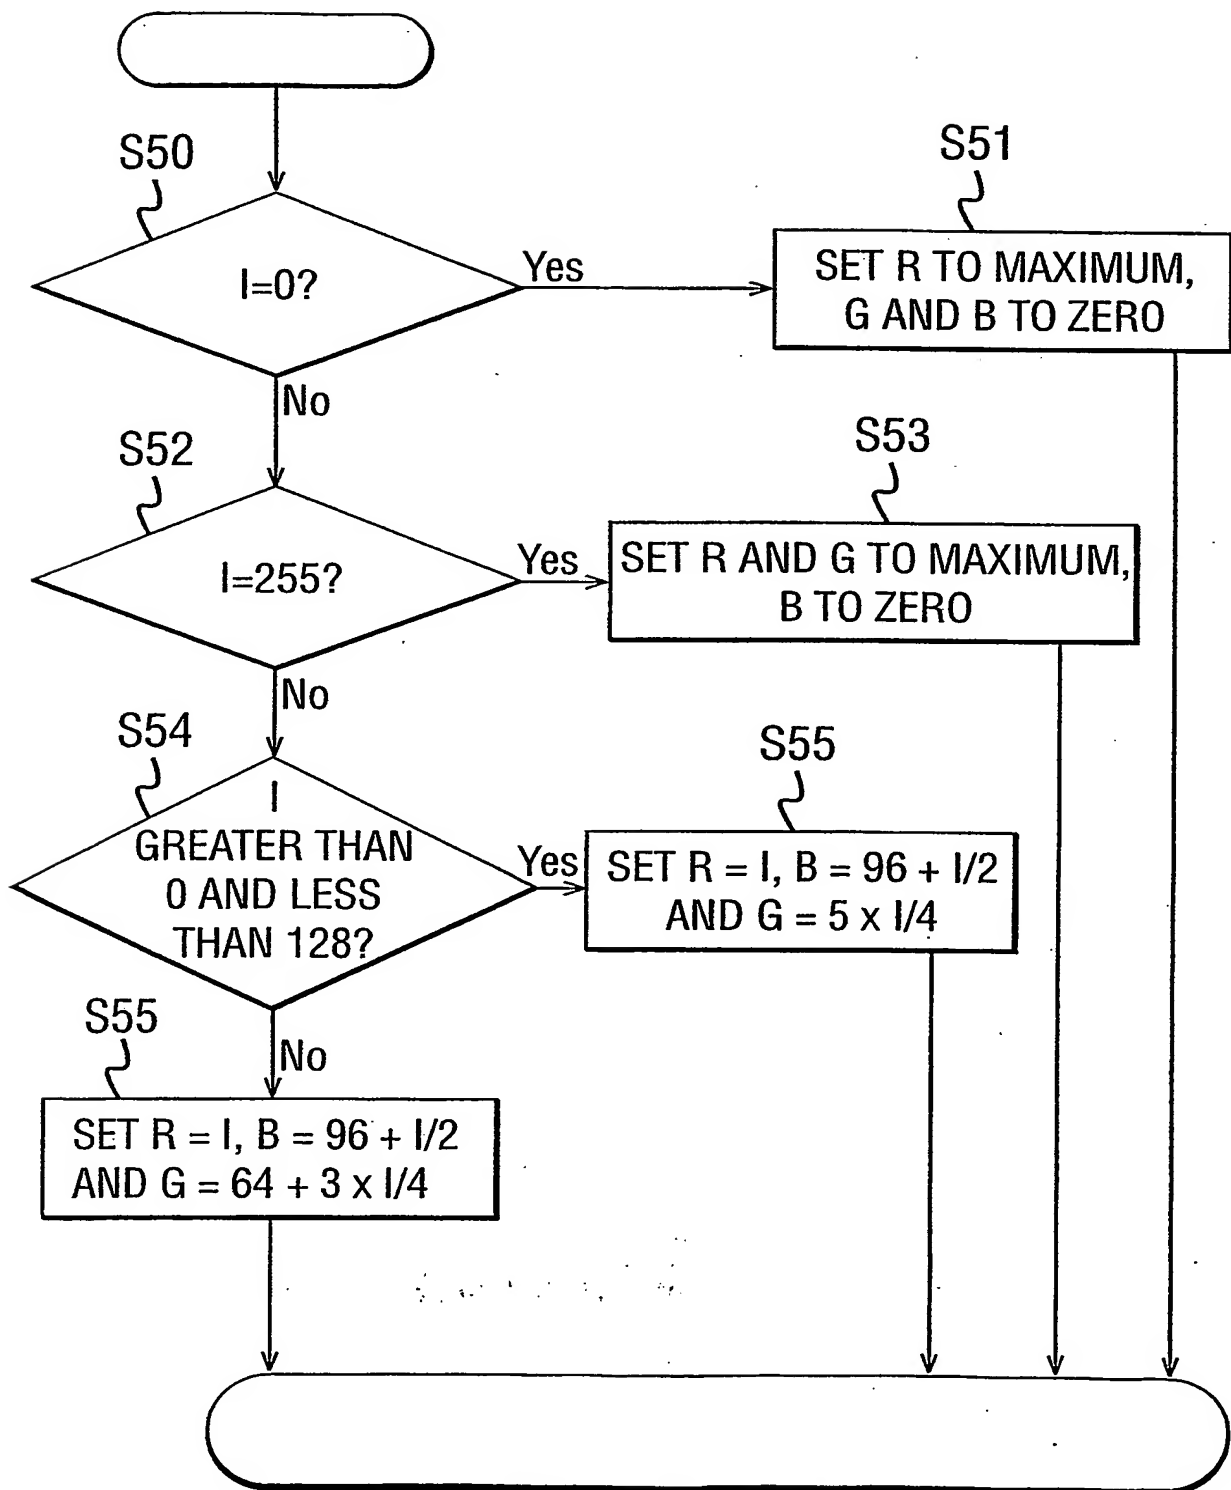 S50
I=0?
Yes
S51
SET R TO MAXIMUM,
G AND B TO ZERO
No
S52
I=255?
Yes
S53
SET R AND G TO MAXIMUM,
B TO ZERO
No
S54
I
GREATER THAN
0 AND LESS
THAN 128?
Yes
S55
SET R = I, B = 96 + I/2
AND G = 5 x I/4
No
S55
SET R = I, B = 96 + I/2
AND G = 64 + 3 x I/4